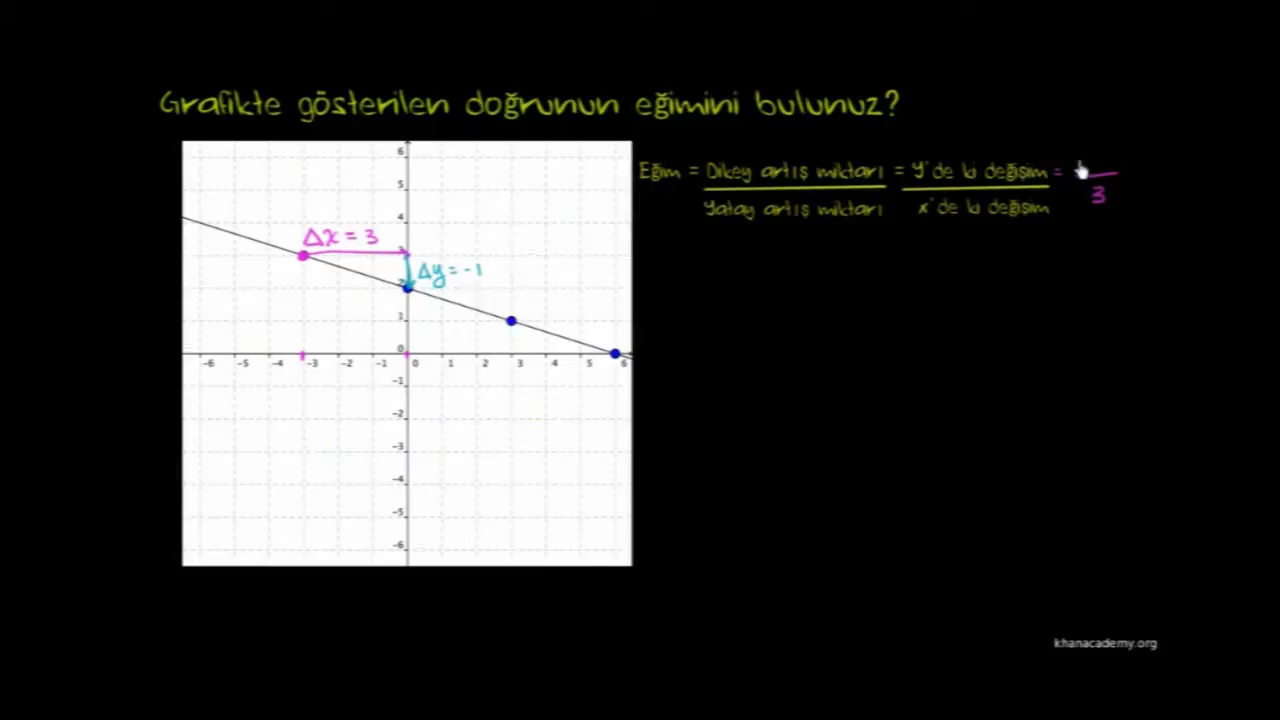 Grafikte gösterilen doğrunun eğimini bulunuz?
Eğim = Dikey artış miktarı = y'de ki değişim =
Yatay artış miktarı x'de ki değişim 3
6
5
4
Δx = 3
3
Δy = -1
2
1
0
-6 -5 -4 -3 -2 -1 0 1 2 3 4 5 6
-1
-2
-3
-4
-5
-6
khanacademy.org